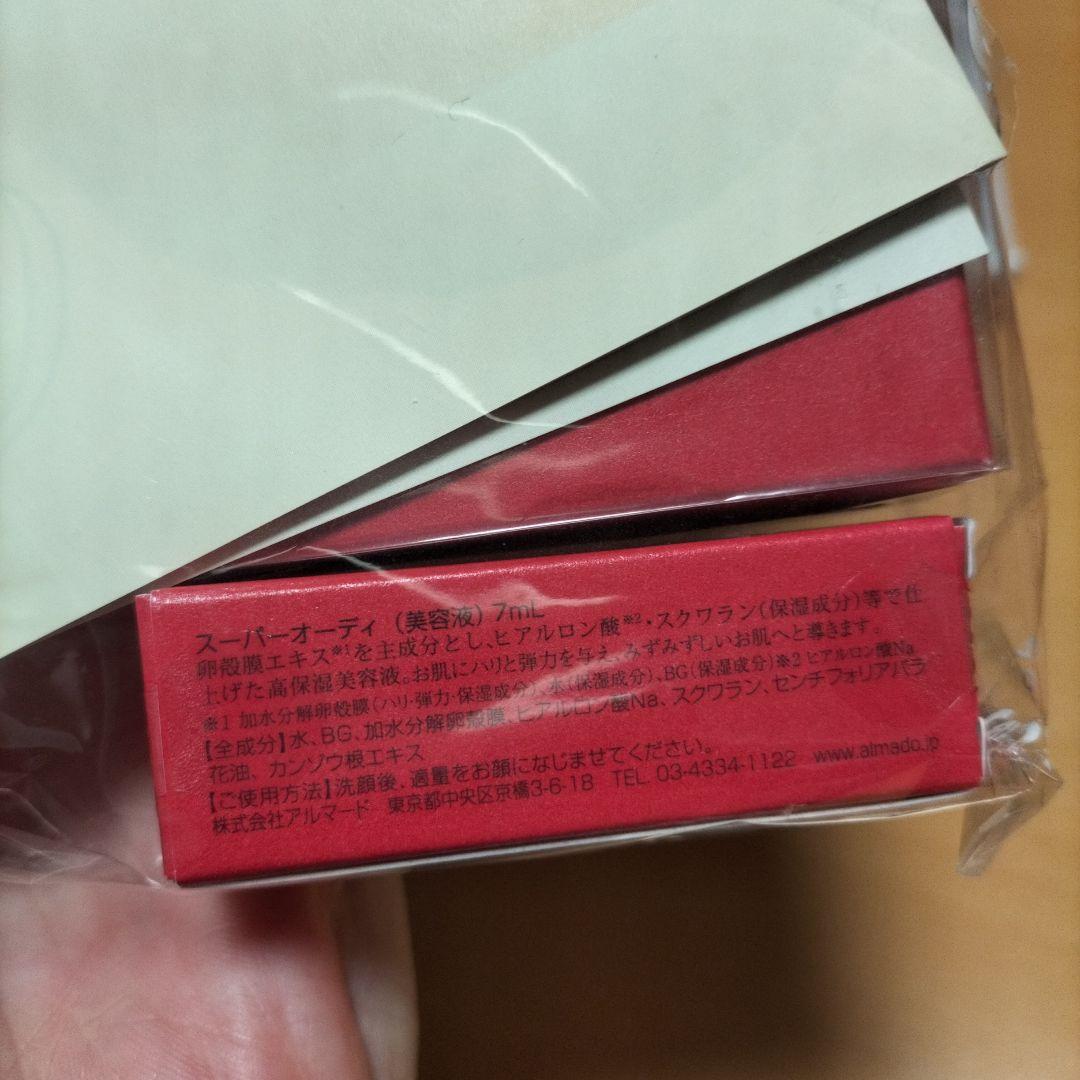 スーパーオーディ（美容液）7mL
卵殻膜エキス※1を主成分とし、ヒアルロン酸※2・スクワラン（保湿成分）等で仕
上げた高保湿美容液。お肌にハリと弾力を与え、みずみずしいお肌へと導きます。
※1 加水分解卵殻膜（ハリ・弾力・保湿成分）、水（保湿成分）、BG（保湿成分）※2 ヒアルロン酸Na
【全成分】水、BG、加水分解卵殻膜、ヒアルロン酸Na、スクワラン、センチフォリアバラ
花油、カンゾウ根エキス
【ご使用方法】洗顔後、適量をお顔になじませてください。
株式会社アルマード 東京都中央区京橋3-6-18 TEL 03-4334-1122 www.almado.jp